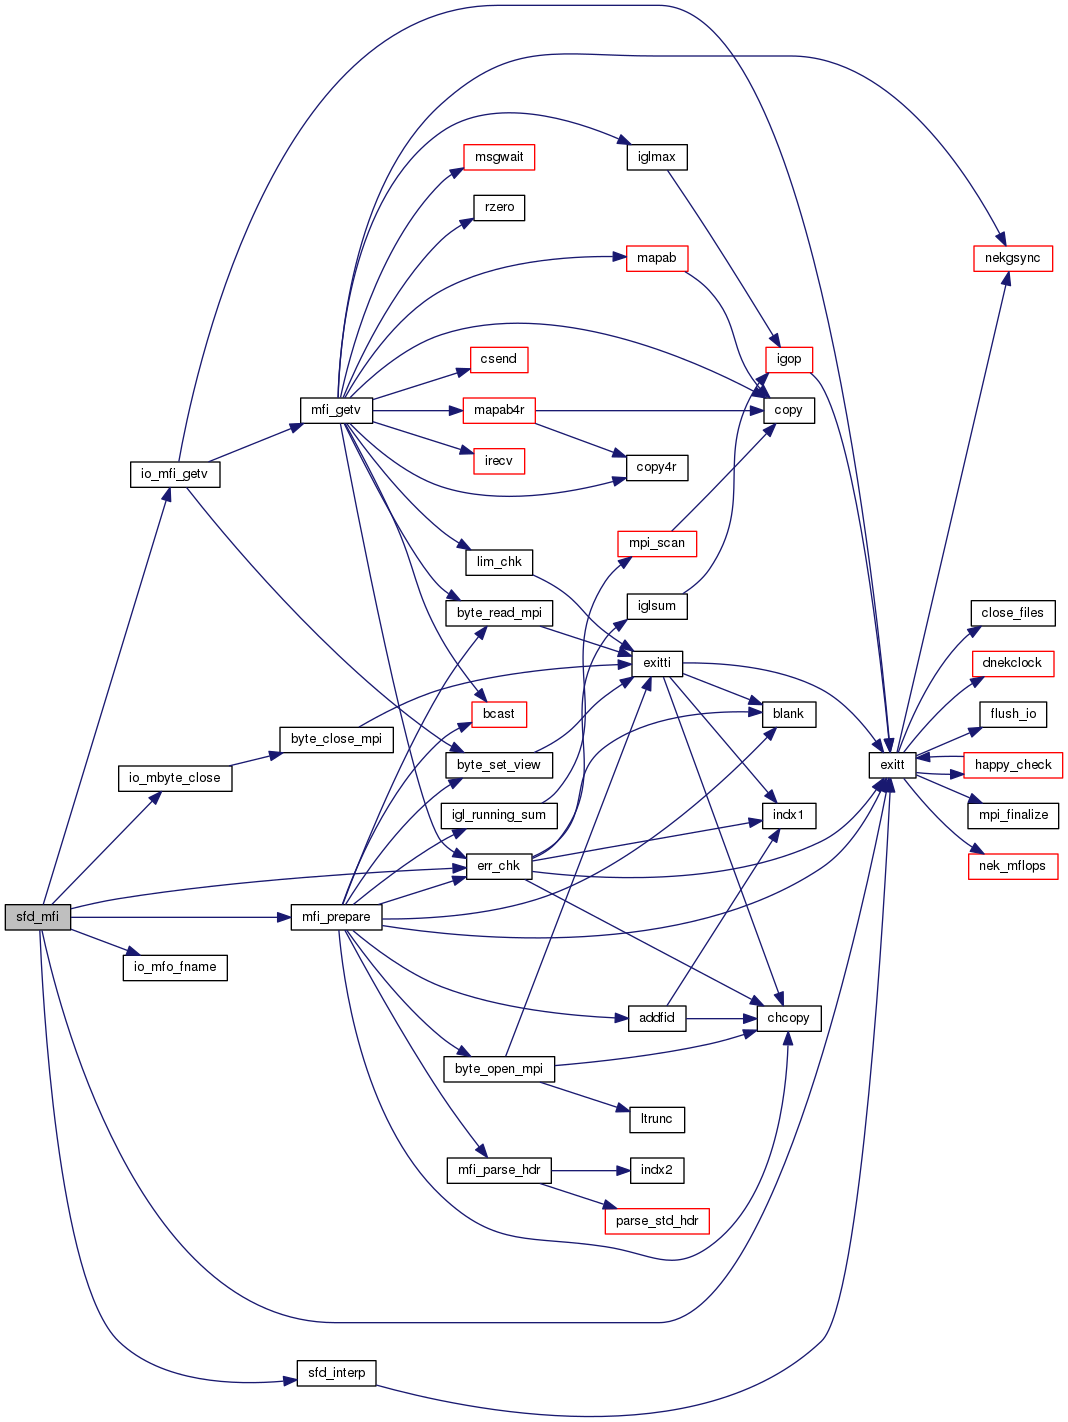 iglmax
msgwait
rzero
mapab
nekgsync
csend
igop
mfi_getv
mapab4r
copy
irecv
copy4r
io_mfi_getv
mpi_scan
lim_chk
byte_read_mpi
iglsum
close_files
exitti
dnekclock
bcast
blank
flush_io
byte_close_mpi
byte_set_view
exitt
happy_check
io_mbyte_close
igl_running_sum
indx1
mpi_finalize
err_chk
nek_mflops
sfd_mfi
mfi_prepare
io_mfo_fname
addfid
chcopy
byte_open_mpi
ltrunc
mfi_parse_hdr
indx2
parse_std_hdr
sfd_interp